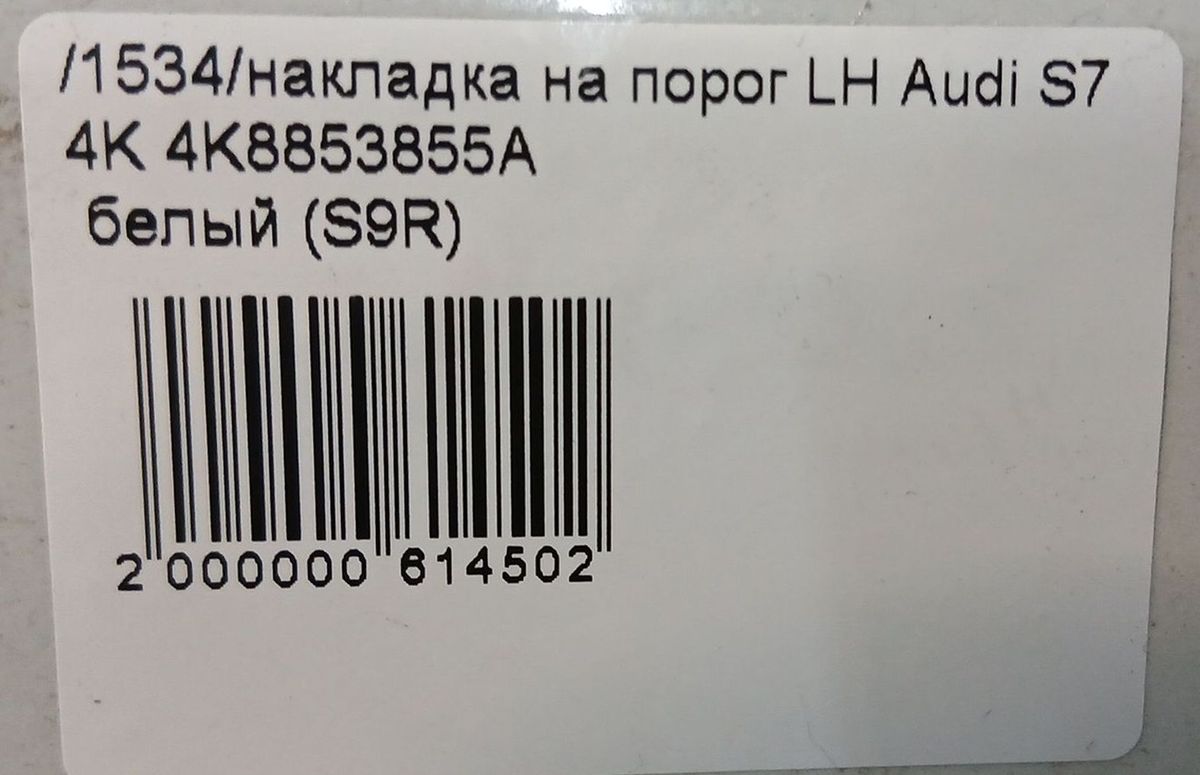 /1534/накладка на порог LH Audi S7
4K 4K8853855A
белый (S9R)
2 000000 614502